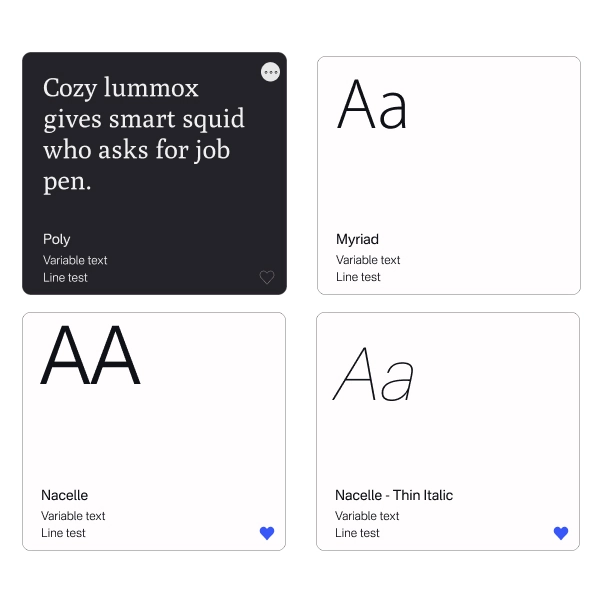 Cozy lummox
gives smart squid
who asks for job
pen.
Poly
Variable text
Line test
Aa
Myriad
Variable text
Line test
AA
Nacelle
Variable text
Line test
Aa
Nacelle - Thin Italic
Variable text
Line test